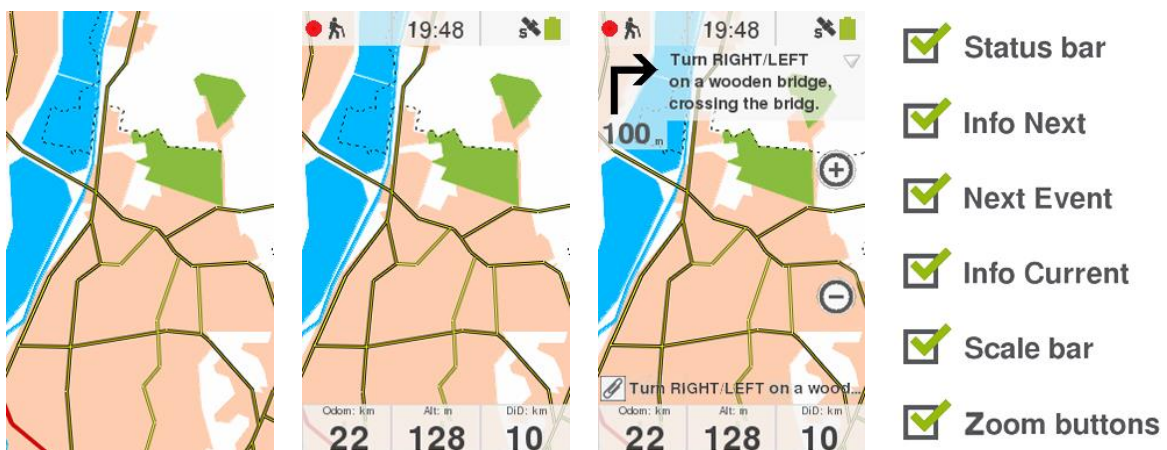 19:48
S
Odom: km
Alt: m
DiD: km
22
128
10
19:48
S
Turn RIGHT/LEFT
on a wooden bridge,
crossing the bridg.
100 m
Turn RIGHT/LEFT on a wood...
Odom: km
Alt: m
DiD: km
22
128
10
Status bar
Info Next
Next Event
Info Current
Scale bar
Zoom buttons